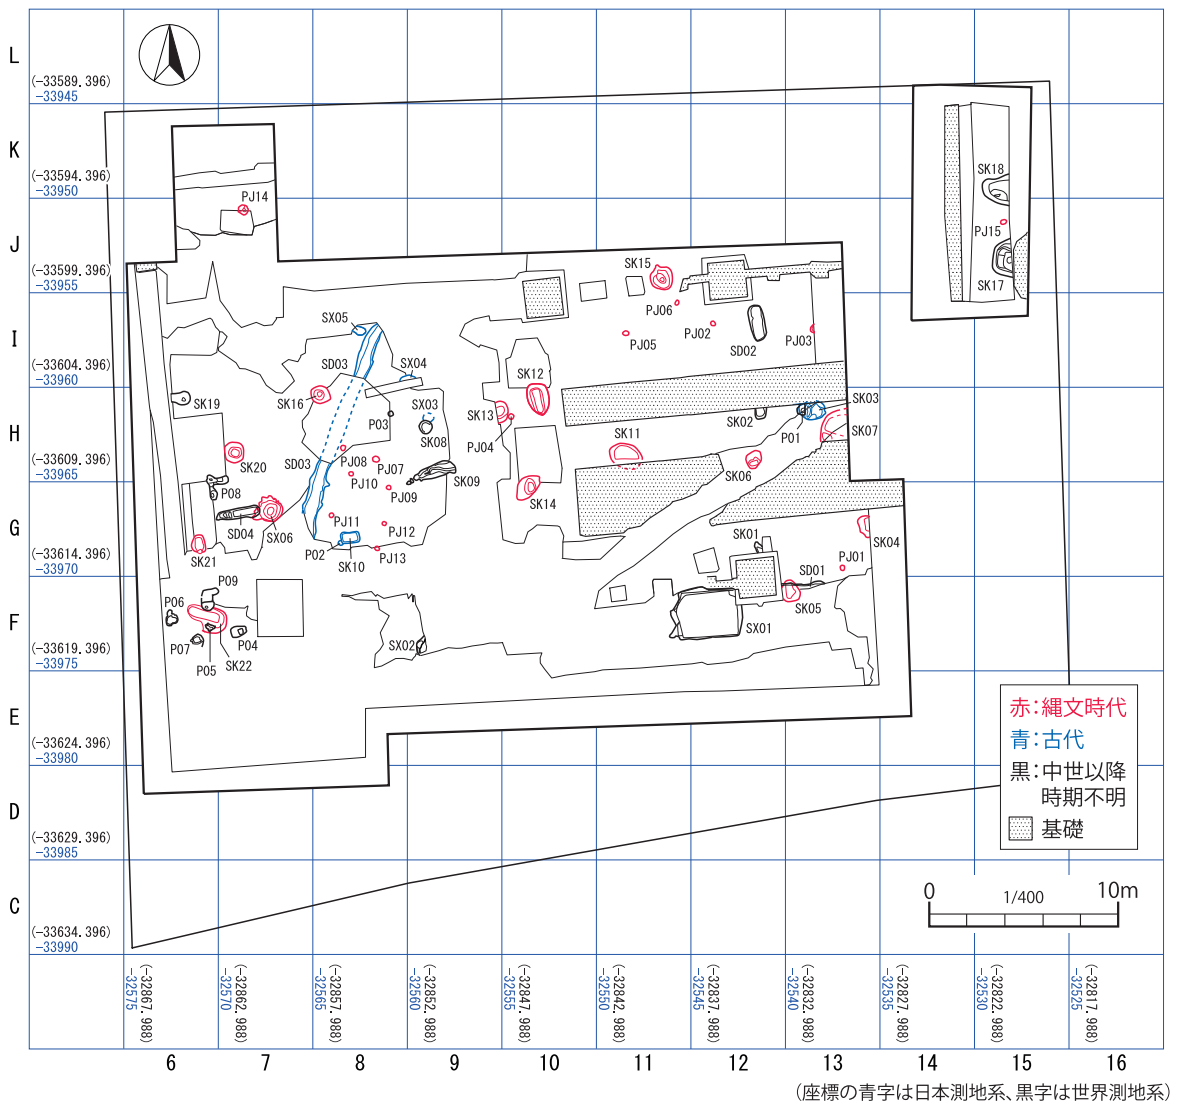 L
(-33589.396)
-33945
K
(-33594.396)
-33950
SK18
PJ14
PJ15
J
(-33599.396)
-33955
SK15
SD02
SK17
PJ06
SX05
PJ02
PJ03
I
PJ05
SD02
(-33604.396)
-33960
SD03
SX04
SK12
SK16
SX03
SK13
SK02
SK03
SK19
P03
P01
H
SK08
PJ04
SK11
SK07
SK20
PJ08
PJ07
(-33609.396)
-33965
SD03
PJ10
SK09
SK06
P08
PJ09
SK14
G
SD04
SX06
PJ11
PJ12
SK01
SK04
SK21
P02
SK10
PJ13
PJ01
(-33614.396)
-33970
SD01
P09
P06
SK05
F
P07
P05
SK22
P04
SX02
SX01
(-33619.396)
-33975
E
(-33624.396)
-33980
赤:縄文時代
青:古代
黒:中世以降
時期不明
基礎
D
(-33629.396)
-33985
C
0
1/400
10m
(-33634.396)
-33990
(-32867.988)
-32575
(-32862.988)
-32570
(-32857.988)
-32565
(-32852.988)
-32560
(-32847.988)
-32555
(-32842.988)
-32550
(-32837.988)
-32545
(-32832.988)
-32540
(-32827.988)
-32535
(-32822.988)
-32530
(-32817.988)
-32525
6 7 8 9 10 11 12 13 14 15 16
(座標の青字は日本測地系、黒字は世界測地系)